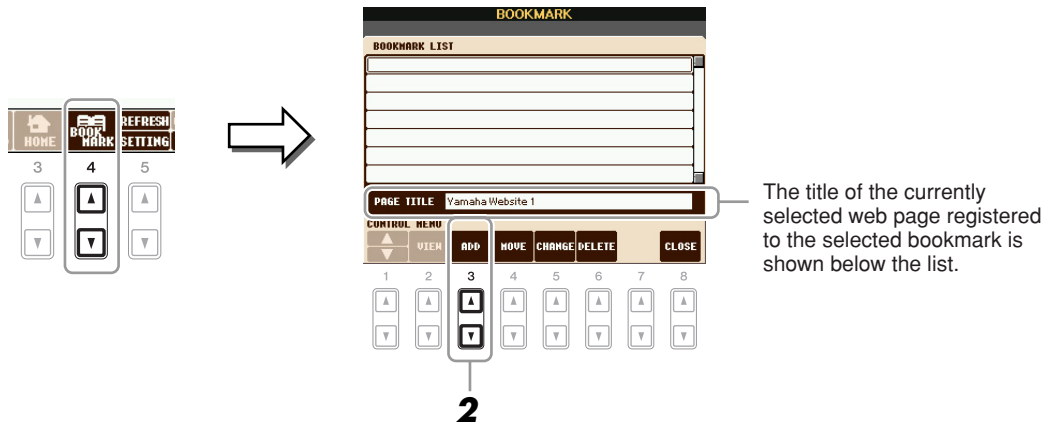 BOOKMARK
BOOKMARK LIST
HOME
BOOK
MARK
REFRESH
SETTING
3
4
5
PAGE TITLE Yamaha Website 1
The title of the currently
selected web page registered
to the selected bookmark is
shown below the list.
CONTROL MENU
VIEW
ADD
MOVE
CHANGE
DELETE
CLOSE
1
2
3
4
5
6
7
8
2